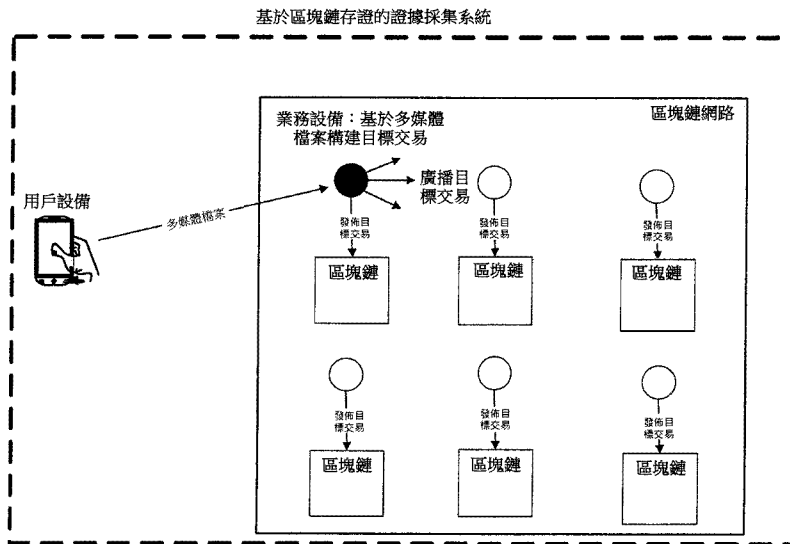 基於區塊鏈存證的證據採集系統
業務設備：基於多媒體
檔案構建目標交易
區塊鏈網路
用戶設備
多媒體檔案
廣播目
標交易
發佈目
標交易
發佈目
標交易
發佈目
標交易
區塊鏈
區塊鏈
區塊鏈
發佈目
標交易
發佈目
標交易
發佈目
標交易
區塊鏈
區塊鏈
區塊鏈